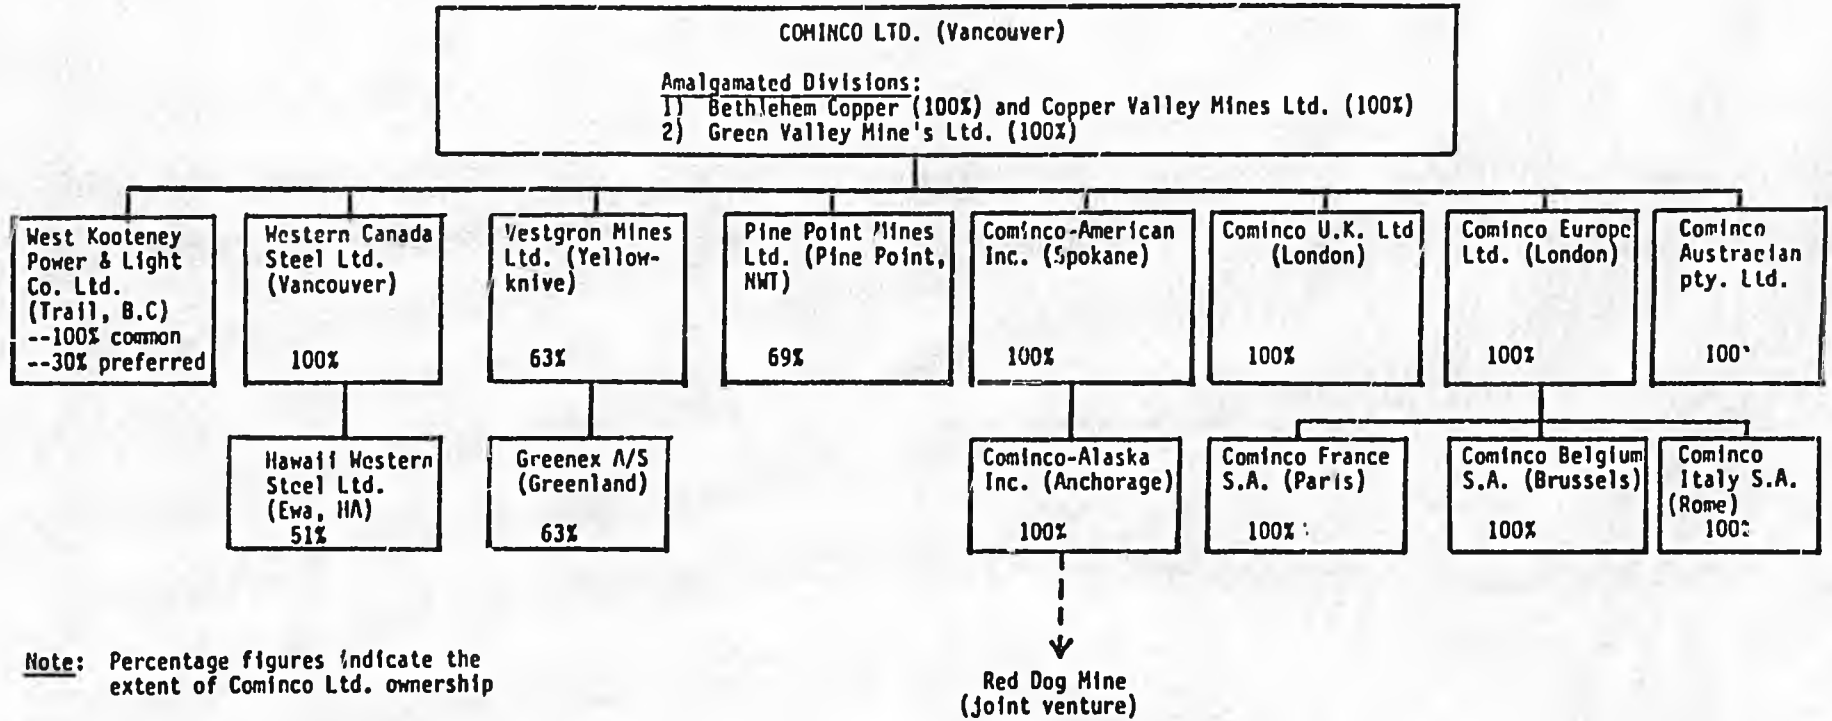 COMINCO LTD. (Vancouver)
Amalgamated Divisions:
1) Bethlehem Copper (100%) and Copper Valley Mines Ltd. (100%)
2) Green Valley Mine's Ltd. (100%)
West Kooteney
Power & Light
Co. Ltd.
(Trail, B.C)
--100% common
--30% preferred
Western Canada
Steel Ltd.
(Vancouver)
100%
Vestgron Mines
Ltd. (Yellow-
knive)
63%
Pine Point Mines
Ltd. (Pine Point,
NWT)
69%
Cominco-American
Inc. (Spokane)
100%
Cominco U.K. Ltd
(London)
100%
Cominco Europe
Ltd. (London)
100%
Cominco
Austracian
pty. Ltd.
100
Hawaii Western
Steel Ltd.
(Ewa, HA)
51%
Greenex A/S
(Greenland)
63%
Cominco-Alaska
Inc. (Anchorage)
100%
Cominco France
S.A. (Paris)
100%
Cominco Belgium
S.A. (Brussels)
100%
Cominco
Italy S.A.
(Rome)
100%
Red Dog Mine
(joint venture)
Note: Percentage figures indicate the
extent of Cominco Ltd. ownership